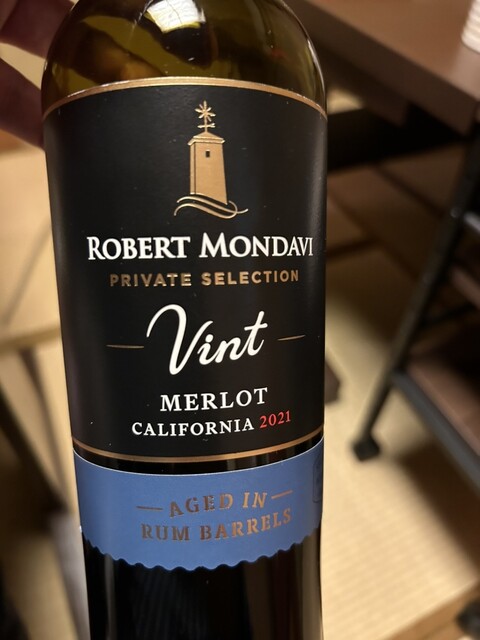 ROBERT MONDAVI
PRIVATE SELECTION
Vint
MERLOT
CALIFORNIA 2021
AGED IN
RUM BARRELS